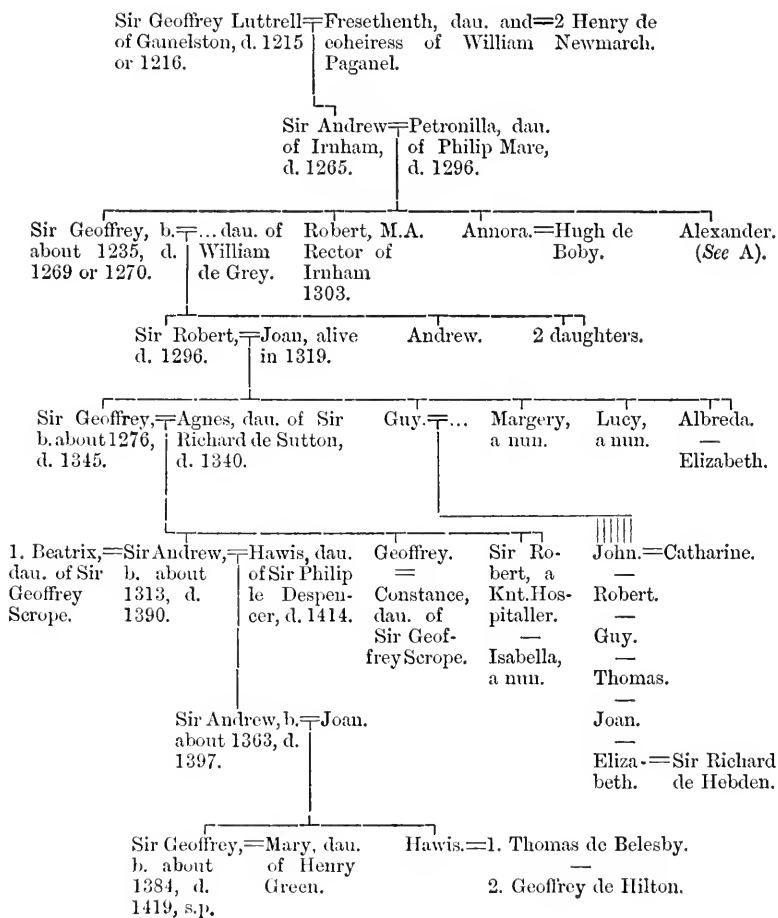 Sir Geoffrey Luttrell=Fresethenth, dau. and=2 Henry de
of Gamelston, d. 1215 coheiress of William Newmarch.
or 1216. Paganel.
Sir Andrew=Petronilla, dau.
of Irnham, of Philip Mare,
d. 1265. d. 1296.
Sir Geoffrey, b.=... dau. of Robert, M.A. Annora.=Hugh de Alexander.
about 1235, d. William Rector of Boby. (See A).
1269 or 1270. de Grey. Irnham
1303.
Sir Robert,=Joan, alive Andrew. 2 daughters.
d. 1296. in 1319.
Sir Geoffrey,=Agnes, dau. of Sir Guy.=... Margery, Lucy, Albreda.
b. about 1276, Richard de Sutton, a nun. a nun. —
d. 1345. d. 1340. Elizabeth.
1. Beatrix,=Sir Andrew,=Hawis, dau. Geoffrey. Sir Ro- John.=Catharine.
dau. of Sir b. about of Sir Philip = bert, a —
Geoffrey 1313, d. le Despen- Constance, Knt. Hos- Robert.
Scrope. 1390. cer, d. 1414. dau. of pitaller. —
Sir Geof- — Guy.
frey Scrope. Isabella, —
a nun. Thomas.
—
Sir Andrew, b.=Joan. Joan.
about 1363, d. —
1397. Eliza-=Sir Richard
beth. de Hebden.
Sir Geoffrey,=Mary, dau. Hawis.=1. Thomas de Belesby.
b. about of Henry —
1384, d. Green. 2. Geoffrey de Hilton.
1419, s.p.